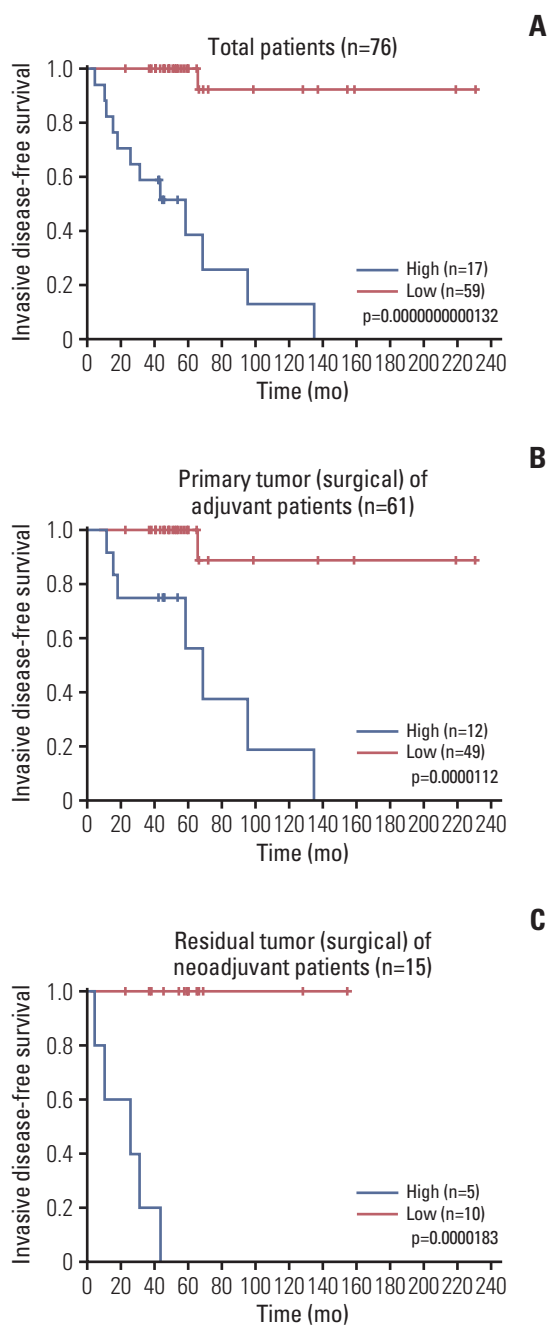 A
Total patients (n=76)
Invasive disease-free survival
1.0
0.8
0.6
0.4
0.2
0
High (n=17)
Low (n=59)
p=0.0000000000132
0 20 40 60 80 100 120 140 160 180 200 220 240
Time (mo)
B
Primary tumor (surgical) of
adjuvant patients (n=61)
Invasive disease-free survival
1.0
0.8
0.6
0.4
0.2
0
High (n=12)
Low (n=49)
p=0.0000112
0 20 40 60 80 100 120 140 160 180 200 220 240
Time (mo)
C
Residual tumor (surgical) of
neoadjuvant patients (n=15)
Invasive disease-free survival
1.0
0.8
0.6
0.4
0.2
0
High (n=5)
Low (n=10)
p=0.0000183
0 20 40 60 80 100 120 140 160 180 200 220 240
Time (mo)